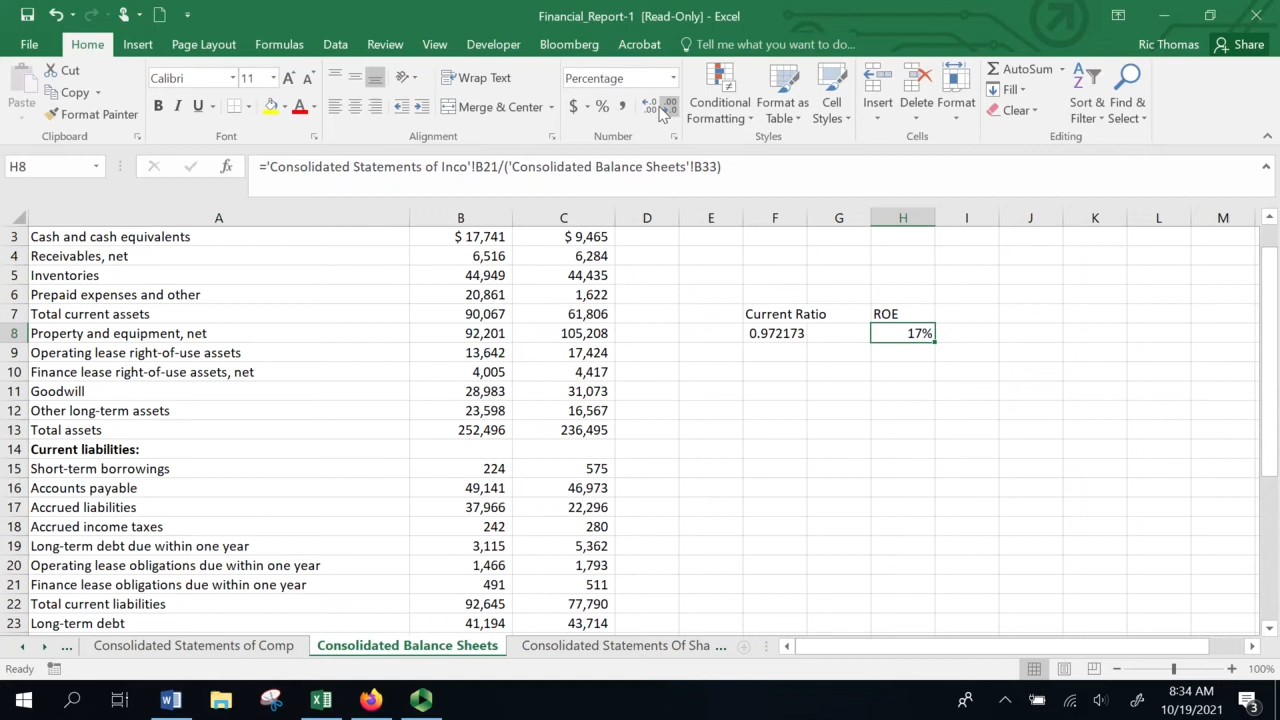 Financial_Report-1 [Read-Only] - Excel
File Home Insert Page Layout Formulas Data Review View Developer Bloomberg Acrobat Tell me what you want to do... Ric Thomas Share
Paste Cut Copy Format Painter Clipboard
Calibri 11 B I U A Font
Wrap Text Merge & Center Alignment
Percentage $ % , Number
Conditional Formatting Format as Table Cell Styles Styles
Insert Delete Format Cells
AutoSum Fill Clear Sort & Filter Find & Select Editing
H8 fx ='Consolidated Statements of Inco'!B21/('Consolidated Balance Sheets'!B33)
A B C D E F G H I J K L M
3 Cash and cash equivalents $ 17,741 $ 9,465
4 Receivables, net 6,516 6,284
5 Inventories 44,949 44,435
6 Prepaid expenses and other 20,861 1,622
7 Total current assets 90,067 61,806 Current Ratio ROE
8 Property and equipment, net 92,201 105,208 0.972173 17%
9 Operating lease right-of-use assets 13,642 17,424
10 Finance lease right-of-use assets, net 4,005 4,417
11 Goodwill 28,983 31,073
12 Other long-term assets 23,598 16,567
13 Total assets 252,496 236,495
14 Current liabilities:
15 Short-term borrowings 224 575
16 Accounts payable 49,141 46,973
17 Accrued liabilities 37,966 22,296
18 Accrued income taxes 242 280
19 Long-term debt due within one year 3,115 5,362
20 Operating lease obligations due within one year 1,466 1,793
21 Finance lease obligations due within one year 491 511
22 Total current liabilities 92,645 77,790
23 Long-term debt 41,194 43,714
... Consolidated Statements of Comp Consolidated Balance Sheets Consolidated Statements Of Sha ...
Ready 100%
8:34 AM
10/19/2021
3